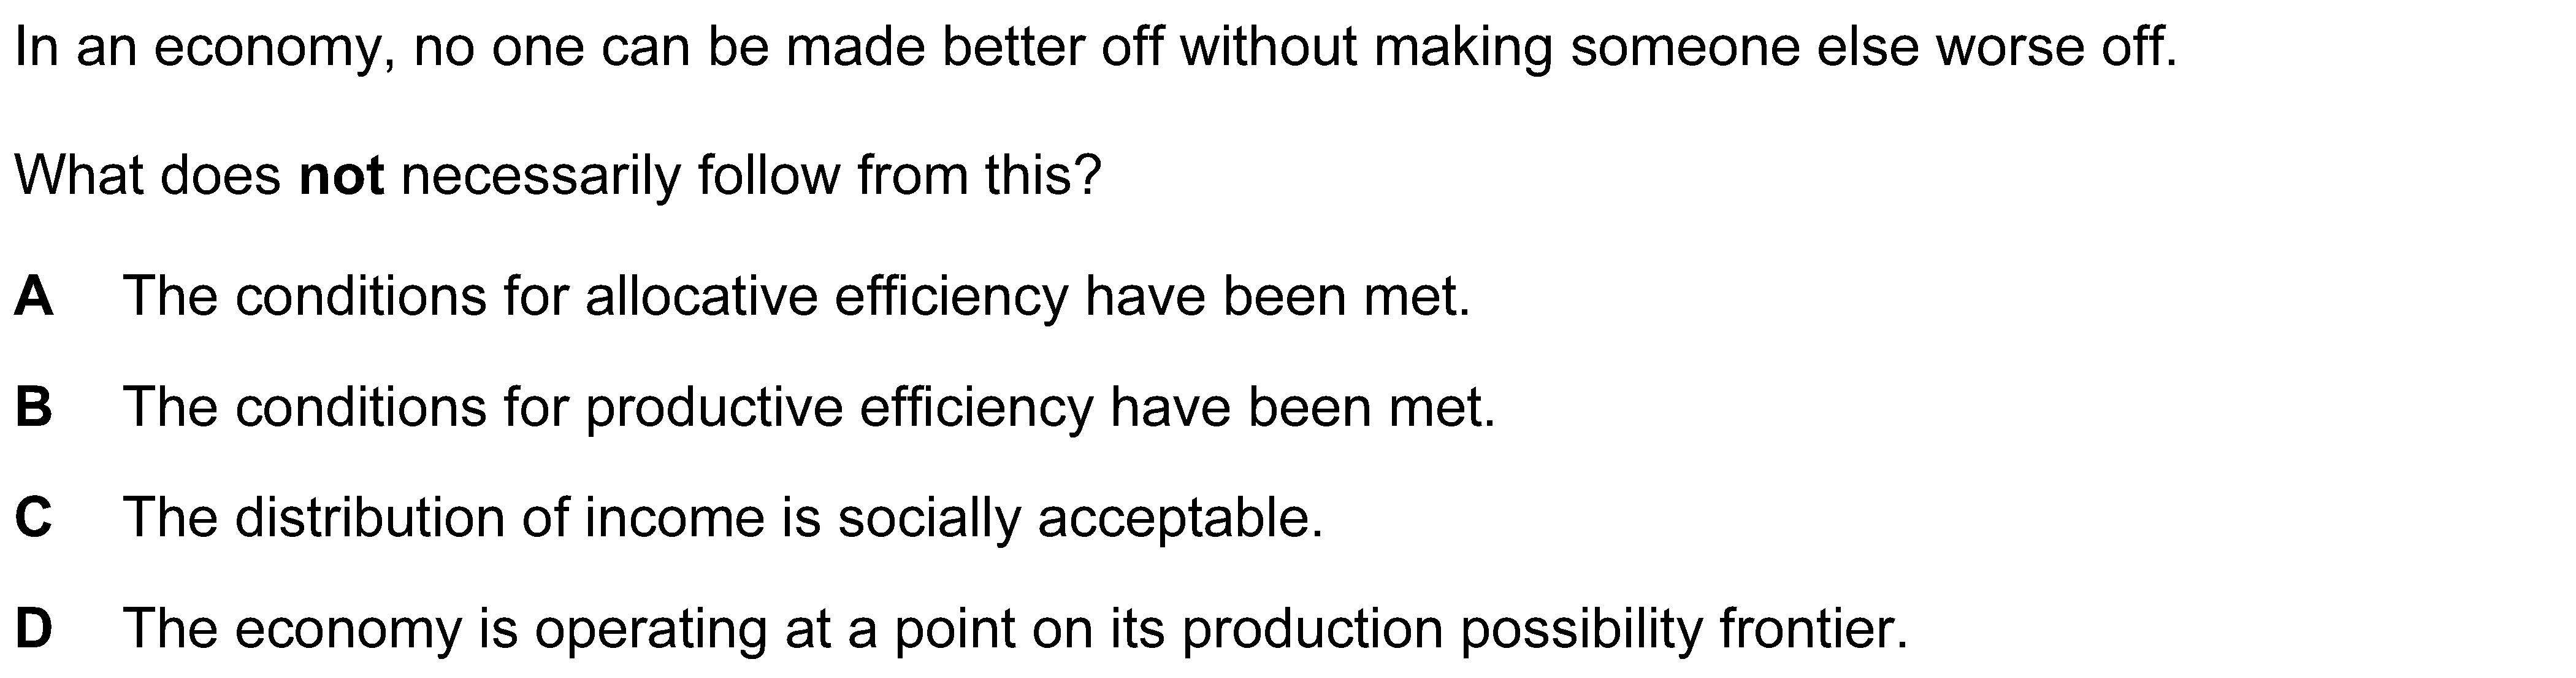 In an economy, no one can be made better off without making someone else worse off.
What does not necessarily follow from this?
A The conditions for allocative efficiency have been met.
B The conditions for productive efficiency have been met.
C The distribution of income is socially acceptable.
D The economy is operating at a point on its production possibility frontier.